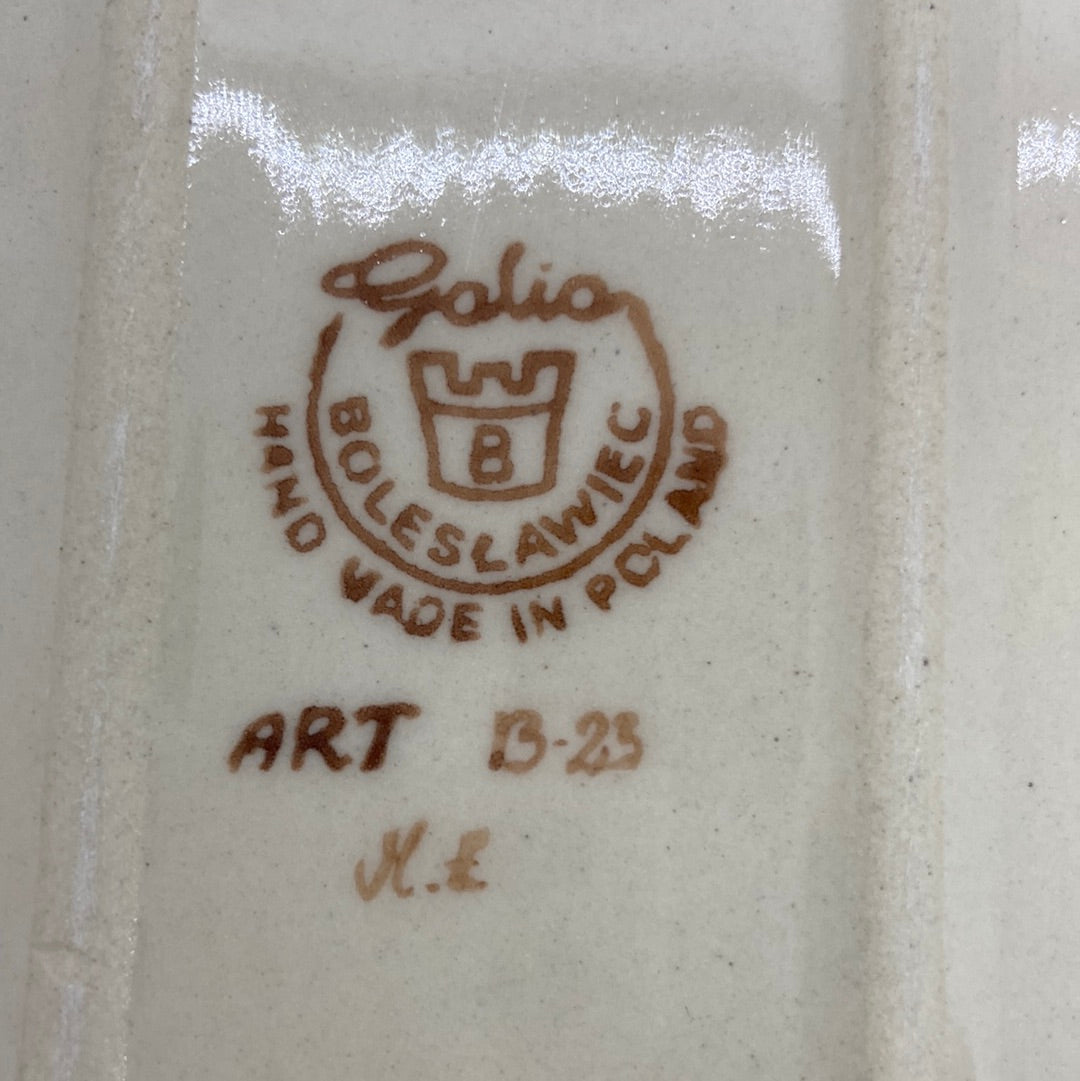 Galia
B
BOLESŁAWIEC
HAND MADE IN POLAND
ART B-23
M.Ł